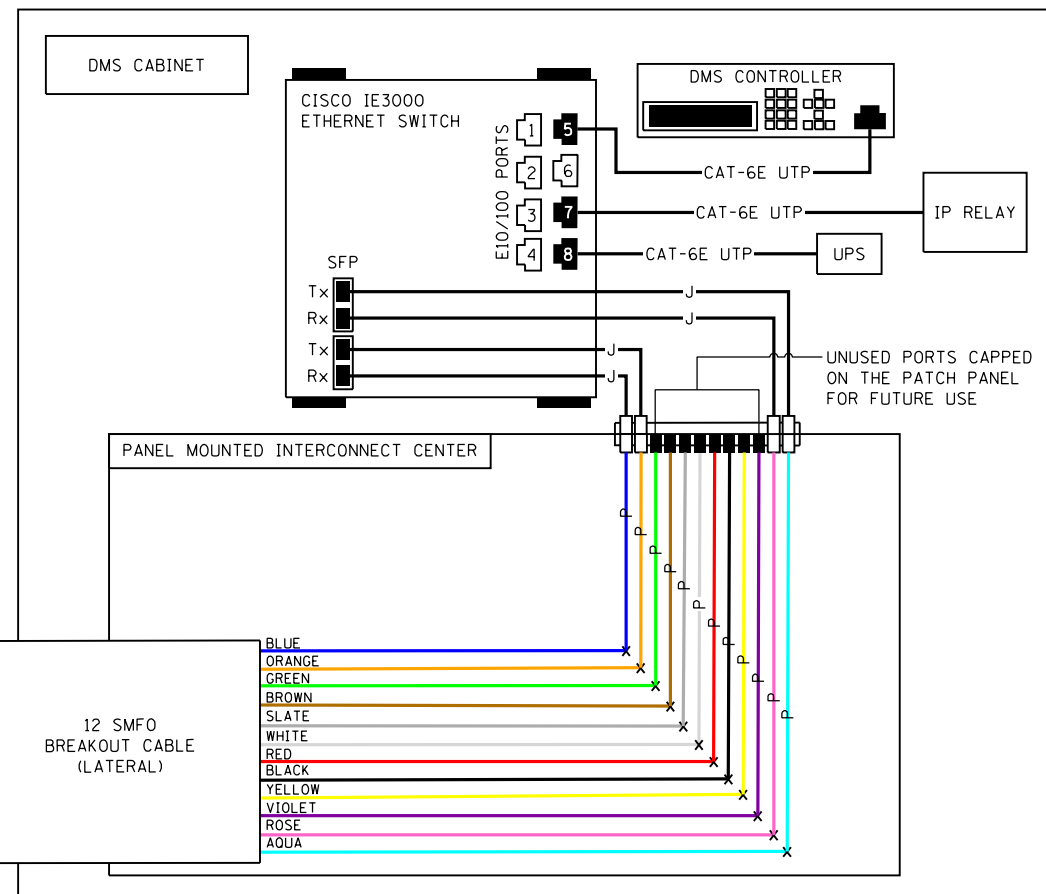 DMS CABINET
CISCO IE3000
ETHERNET SWITCH
E10/100 PORTS
1
5
2
6
3
7
4
8
DMS CONTROLLER
CAT-6E UTP
CAT-6E UTP
IP RELAY
CAT-6E UTP
UPS
SFP
Tx
J
Rx
J
Tx
J
Rx
J
UNUSED PORTS CAPPED
ON THE PATCH PANEL
FOR FUTURE USE
PANEL MOUNTED INTERCONNECT CENTER
P
P
P
P
P
P
P
P
P
P
P
P
12 SMFO
BREAKOUT CABLE
(LATERAL)
BLUE
ORANGE
GREEN
BROWN
SLATE
WHITE
RED
BLACK
YELLOW
VIOLET
ROSE
AQUA